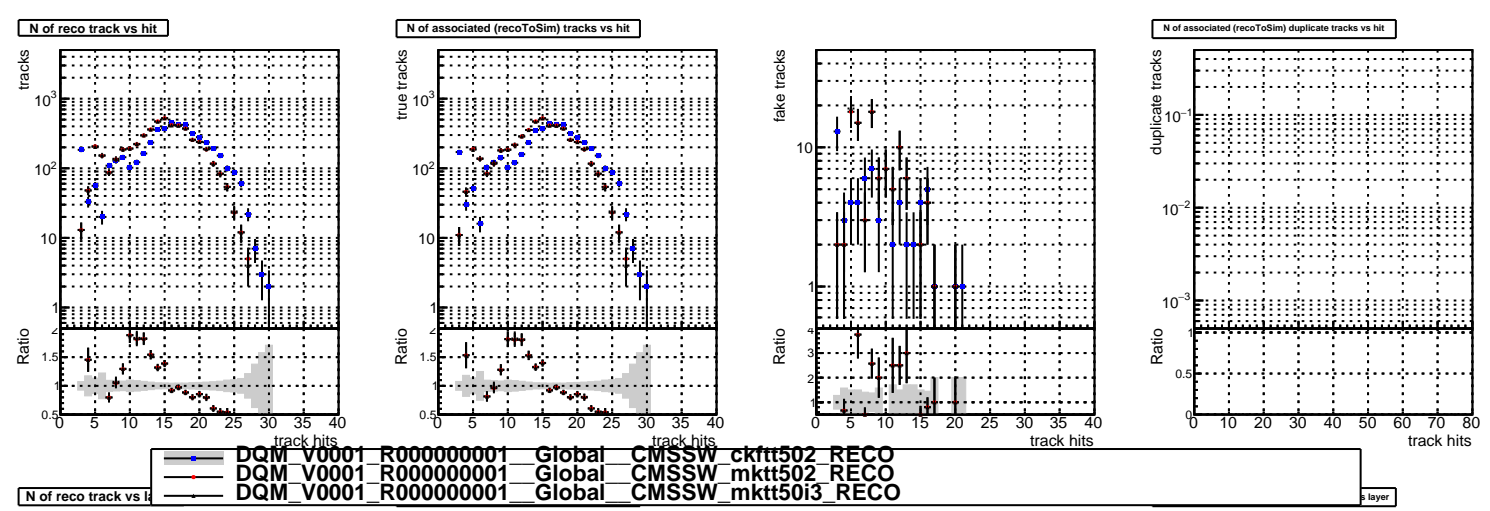 N of reco track vs hit
N of associated (recoToSim) tracks vs hit
N of associated (recoToSim) duplicate tracks vs hit
tracks
10³
10²
10
1
Ratio
2
1.5
1
0.5
0 5 10 15 20 25 30 35 40
track hits
true tracks
10³
10²
10
1
Ratio
2
1.5
1
0.5
0 5 10 15 20 25 30 35 40
track hits
fake tracks
10
1
Ratio
4
3
2
1
0 5 10 15 20 25 30 35 40
track hits
duplicate tracks
10⁻¹
10⁻²
10⁻³
Ratio
1
0.5
0
0 10 20 30 40 50 60 70 80
track hits
DQM_V0001_R000000001__Global__CMSSW_ckftt502_RECO
DQM_V0001_R000000001__Global__CMSSW_mktt502_RECO
DQM_V0001_R000000001__Global__CMSSW_mktt50i3_RECO
N of reco track vs
layer